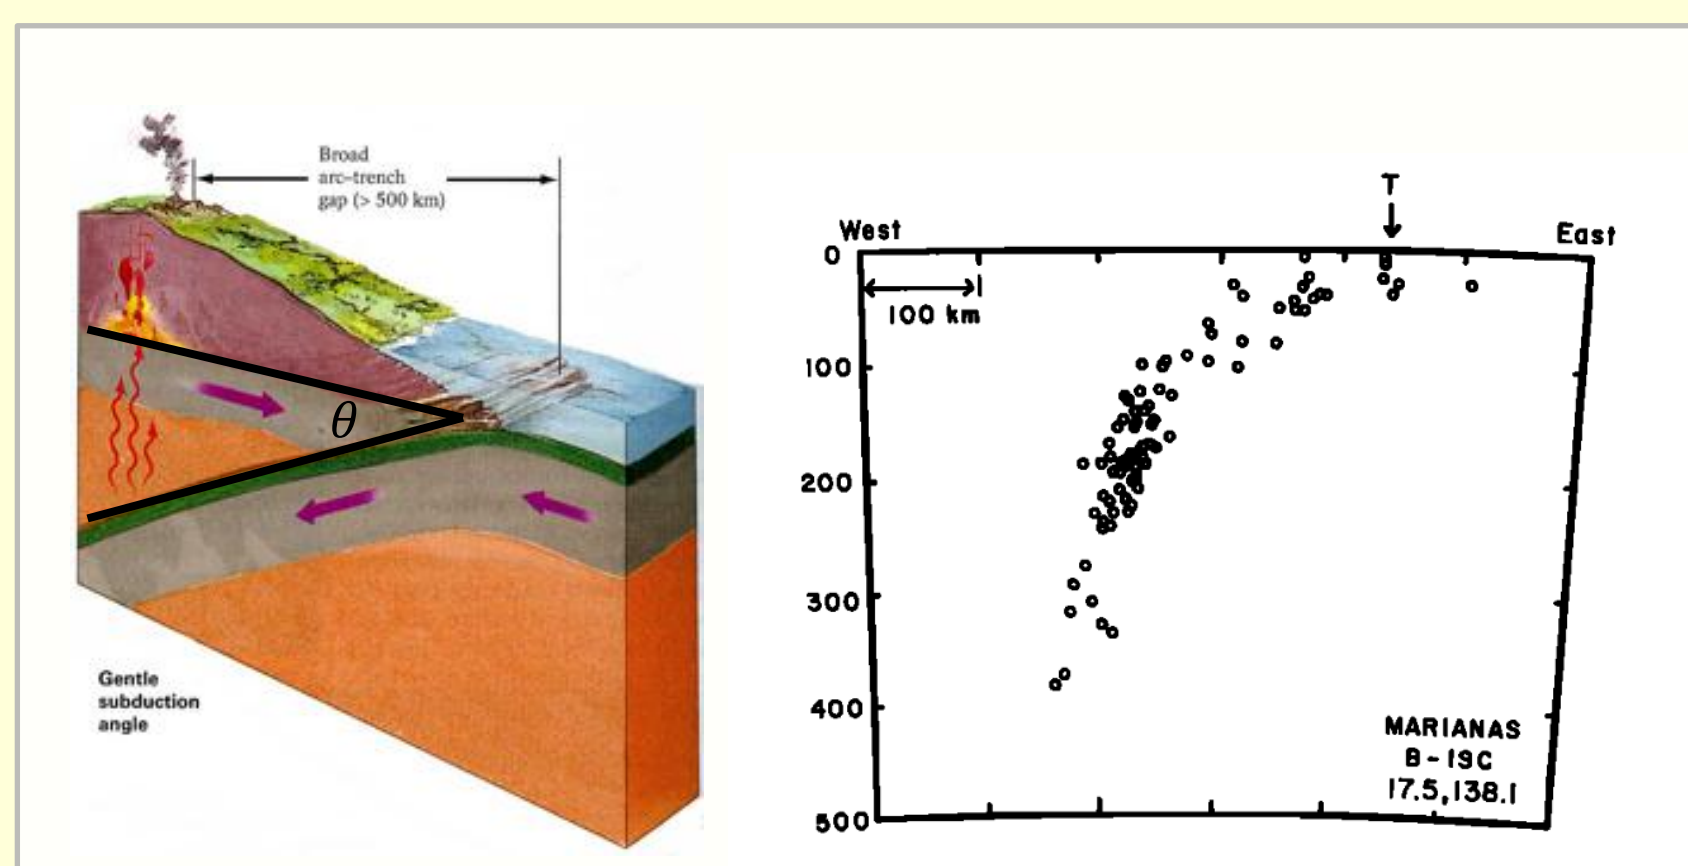 Broad
arc–trench
gap (> 500 km)
θ
Gentle
subduction
angle
T
West
East
0
100 km
100
200
300
400
500
MARIANAS
B-19C
17.5,138.1